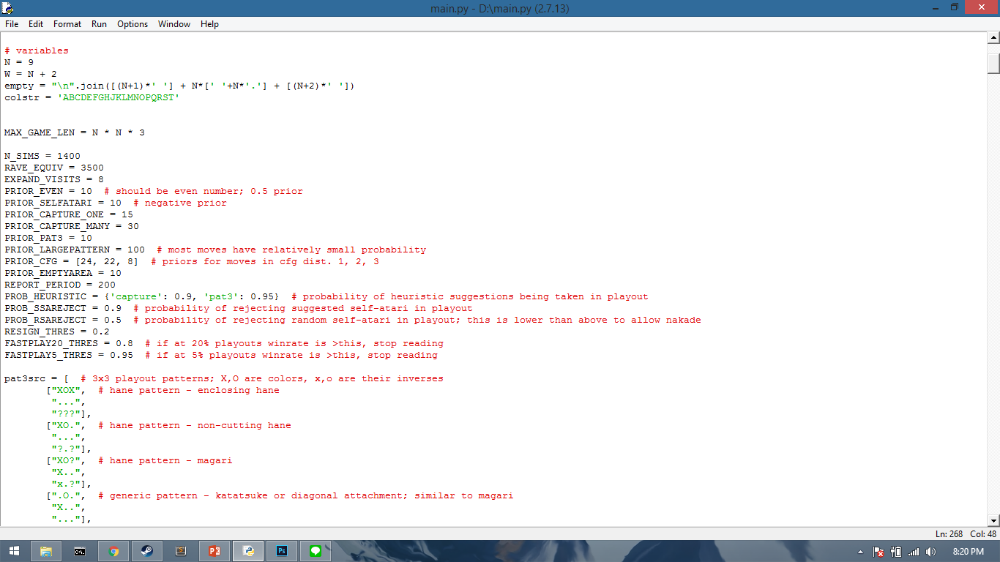 main.py - D:\main.py (2.7.13)
File Edit Format Run Options Window Help
# variables
N = 9
W = N + 2
empty = "\n".join([(N+1)*' '] + N*[' '+N*'.'] + [(N+2)*' '])
colstr = 'ABCDEFGHJKLMNOPQRST'
MAX_GAME_LEN = N * N * 3
N_SIMS = 1400
RAVE_EQUIV = 3500
EXPAND_VISITS = 8
PRIOR_EVEN = 10  # should be even number; 0.5 prior
PRIOR_SELFATARI = 10  # negative prior
PRIOR_CAPTURE_ONE = 15
PRIOR_CAPTURE_MANY = 30
PRIOR_PAT3 = 10
PRIOR_LARGEPATTERN = 100  # most moves have relatively small probability
PRIOR_CFG = [24, 22, 8]  # priors for moves in cfg dist. 1, 2, 3
PRIOR_EMPTYAREA = 10
REPORT_PERIOD = 200
PROB_HEURISTIC = {'capture': 0.9, 'pat3': 0.95}  # probability of heuristic suggestions being taken in playout
PROB_SSAREJECT = 0.9  # probability of rejecting suggested self-atari in playout
PROB_RSAREJECT = 0.5  # probability of rejecting random self-atari in playout; this is lower than above to allow nakade
RESIGN_THRES = 0.2
FASTPLAY20_THRES = 0.8  # if at 20% playouts winrate is >this, stop reading
FASTPLAY5_THRES = 0.95  # if at 5% playouts winrate is >this, stop reading
pat3src = [  # 3x3 playout patterns; X,O are colors, x,o are their inverses
["XOX",  # hane pattern - enclosing hane
"...",
"???"],
["XO.",  # hane pattern - non-cutting hane
"...",
"?.?"],
["XO?",  # hane pattern - magari
"X..",
"x.?"],
[".O.",  # generic pattern - katatsuke or diagonal attachment; similar to magari
"X..",
"..."],
Ln: 268 Col: 48
8:20 PM